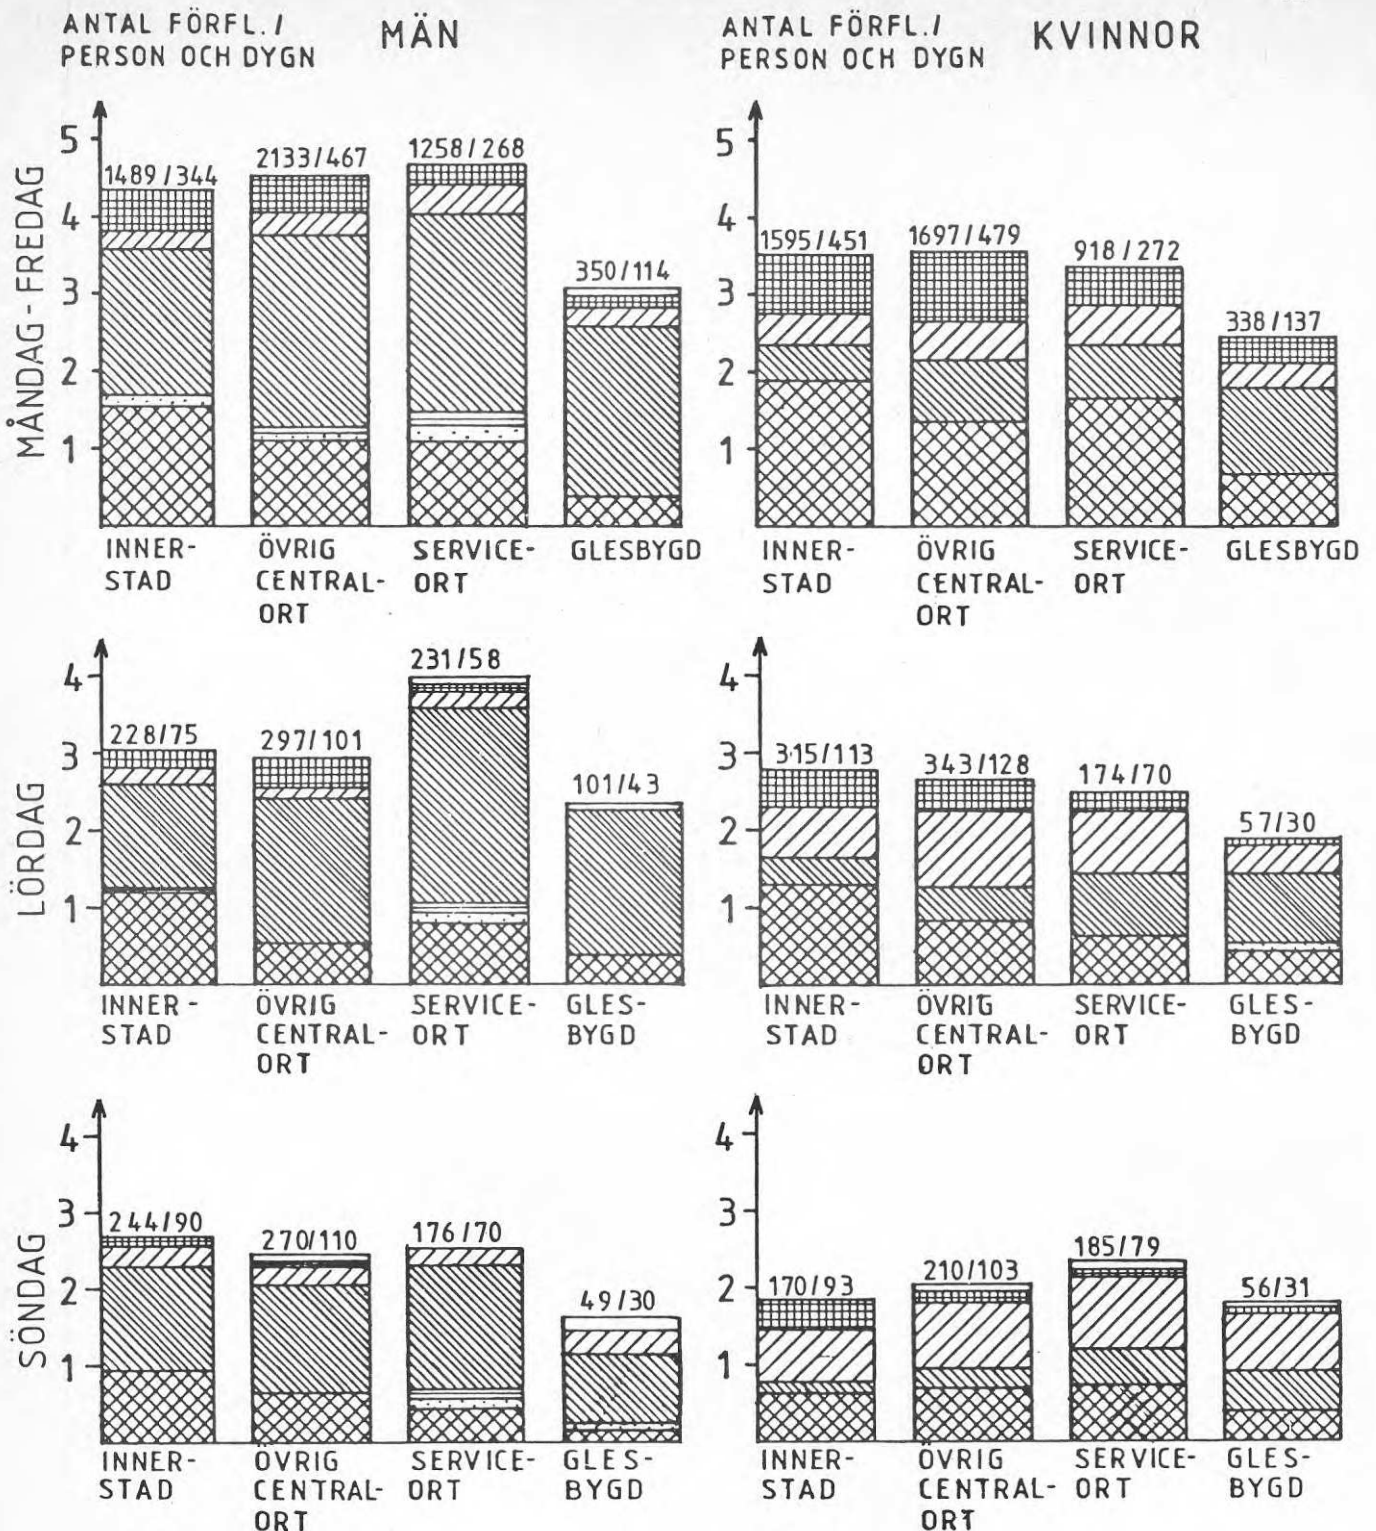 ANTAL FÖRFL./
PERSON OCH DYGN
MÄN
ANTAL FÖRFL./
PERSON OCH DYGN
KVINNOR
MÅNDAG-FREDAG
5
4
3
2
1
1489/344
2133/467
1258/268
350/114
INNER-
STAD
ÖVRIG
CENTRAL-
ORT
SERVICE-
ORT
GLESBYGD
5
4
3
2
1
1595/451
1697/479
918/272
338/137
INNER-
STAD
ÖVRIG
CENTRAL-
ORT
SERVICE-
ORT
GLESBYGD
LÖRDAG
4
3
2
1
228/75
297/101
231/58
101/43
INNER-
STAD
ÖVRIG
CENTRAL-
ORT
SERVICE-
ORT
GLES-
BYGD
4
3
2
1
315/113
343/128
174/70
57/30
INNER-
STAD
ÖVRIG
CENTRAL-
ORT
SERVICE-
ORT
GLES-
BYGD
SÖNDAG
4
3
2
1
244/90
270/110
176/70
49/30
INNER-
STAD
ÖVRIG
CENTRAL-
ORT
SERVICE-
ORT
GLES-
BYGD
4
3
2
1
170/93
210/103
185/79
56/31
INNER-
STAD
ÖVRIG
CENTRAL-
ORT
SERVICE-
ORT
GLES-
BYGD